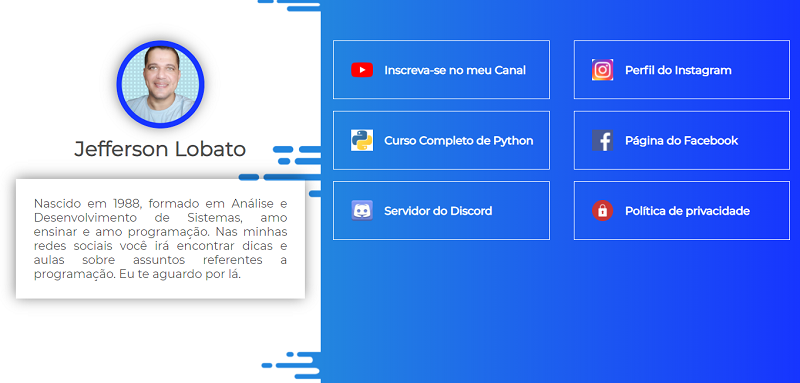 Jefferson Lobato
Nascido em 1988, formado em Análise e
Desenvolvimento de Sistemas, amo
ensinar e amo programação. Nas minhas
redes sociais você irá encontrar dicas e
aulas sobre assuntos referentes a
programação. Eu te aguardo por lá.
Inscreva-se no meu Canal
Perfil do Instagram
Curso Completo de Python
Página do Facebook
Servidor do Discord
Política de privacidade